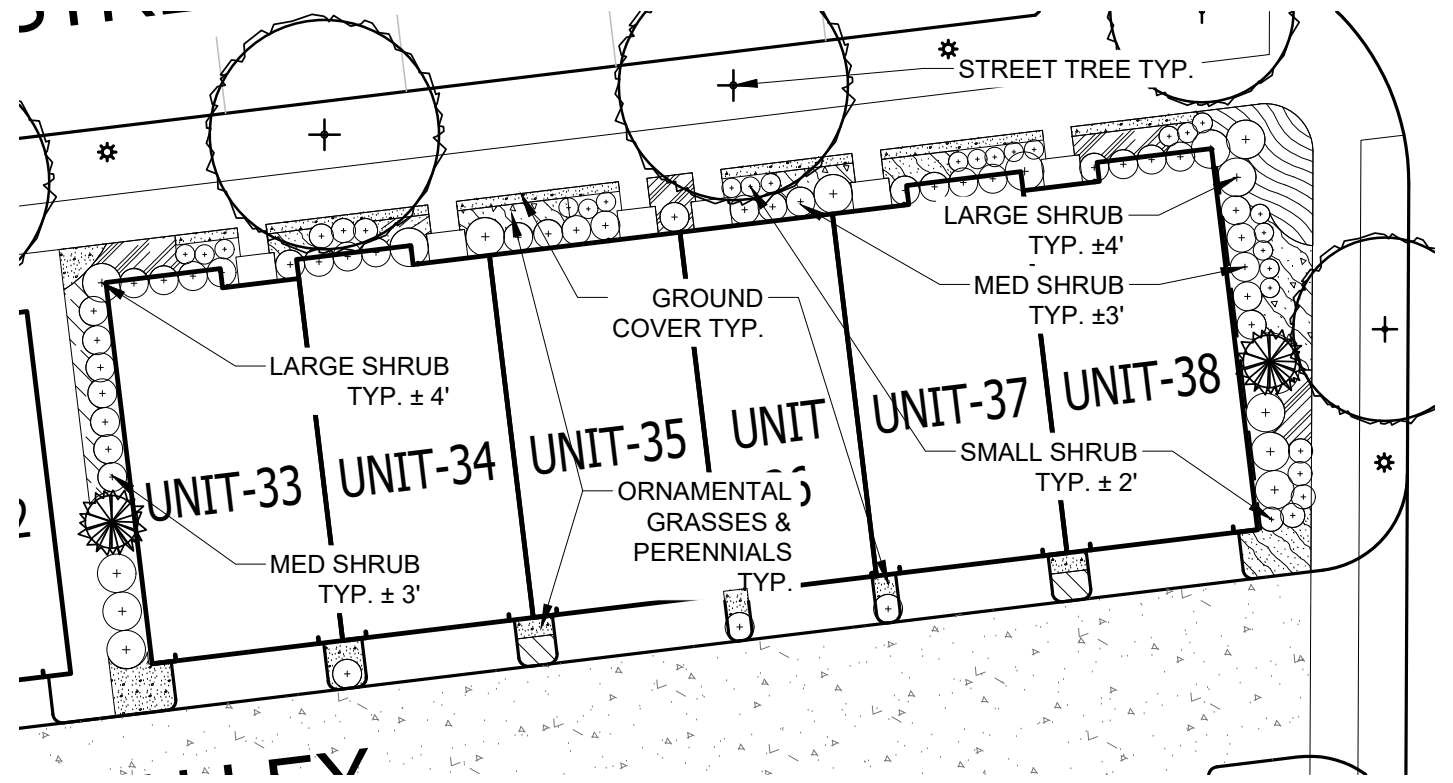 STREET TREE TYP.
LARGE SHRUB
TYP. ±4'
MED SHRUB
TYP. ±3'
GROUND
COVER TYP.
LARGE SHRUB
TYP. ± 4'
UNIT-33
UNIT-34
UNIT-35
UNIT
UNIT-37
UNIT-38
SMALL SHRUB
TYP. ± 2'
ORNAMENTAL
GRASSES &
PERENNIALS
TYP.
MED SHRUB
TYP. ± 3'